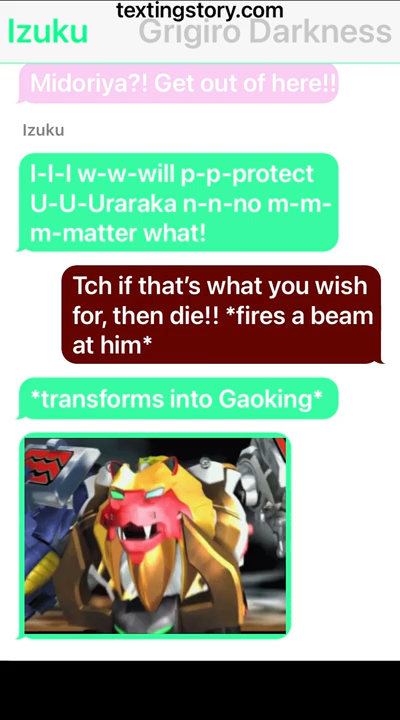 textingstory.com
Izuku Grigiro Darkness
Midoriya?! Get out of here!!
Izuku
I-I-I w-w-will p-p-protect
U-U-Uraraka n-n-no m-m-
m-matter what!
Tch if that’s what you wish
for, then die!! *fires a beam
at him*
*transforms into Gaoking*